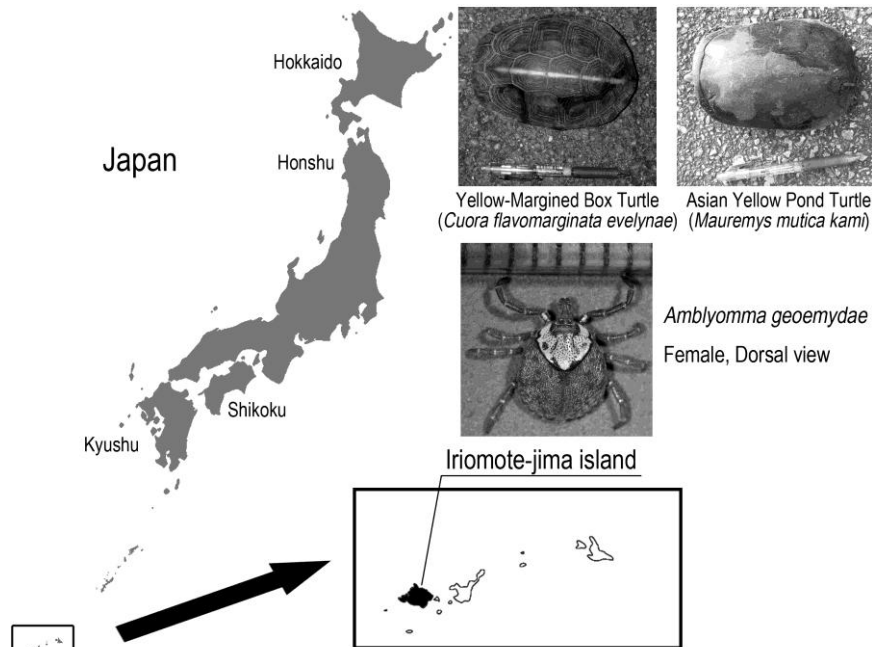 Hokkaido
Japan
Honshu
Yellow-Margined Box Turtle
(Cuora flavomarginata evelynae)
Asian Yellow Pond Turtle
(Mauremys mutica kami)
Amblyomma geoemydae
Female, Dorsal view
Shikoku
Kyushu
Iriomote-jima island